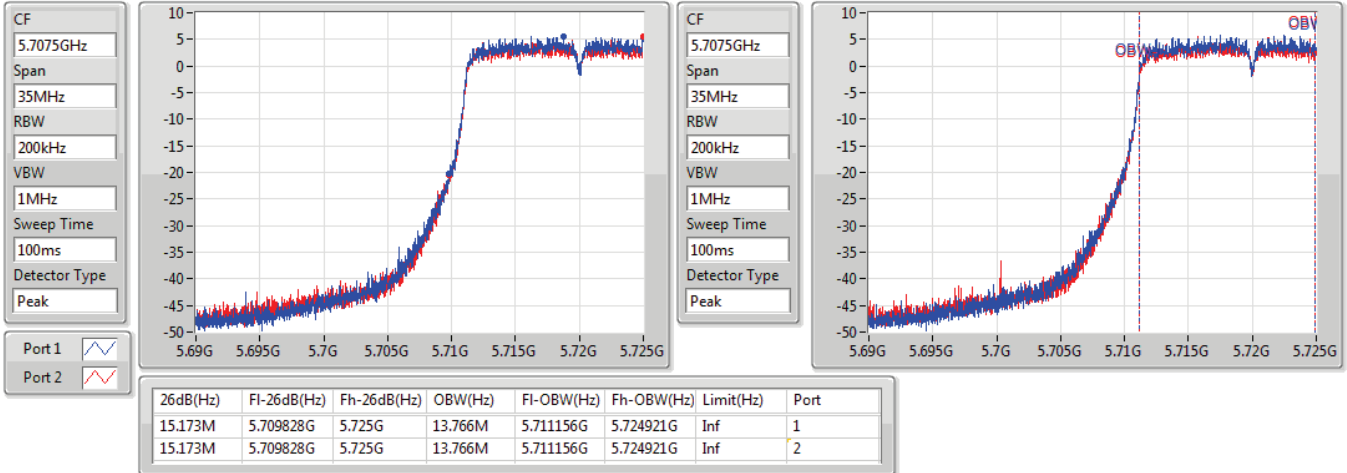 CF
5.7075GHz
Span
35MHz
RBW
200kHz
VBW
1MHz
Sweep Time
100ms
Detector Type
Peak
Port 1
Port 2
10
5
0
-5
-10
-15
-20
-25
-30
-35
-40
-45
-50
5.69G 5.695G 5.7G 5.705G 5.71G 5.715G 5.72G 5.725G
CF
5.7075GHz
Span
35MHz
RBW
200kHz
VBW
1MHz
Sweep Time
100ms
Detector Type
Peak
10
5
0
-5
-10
-15
-20
-25
-30
-35
-40
-45
-50
OBW
OBW
5.69G 5.695G 5.7G 5.705G 5.71G 5.715G 5.72G 5.725G
26dB(Hz) Fl-26dB(Hz) Fh-26dB(Hz) OBW(Hz) Fl-OBW(Hz) Fh-OBW(Hz) Limit(Hz) Port
15.173M 5.709828G 5.725G 13.766M 5.711156G 5.724921G Inf 1
15.173M 5.709828G 5.725G 13.766M 5.711156G 5.724921G Inf 2